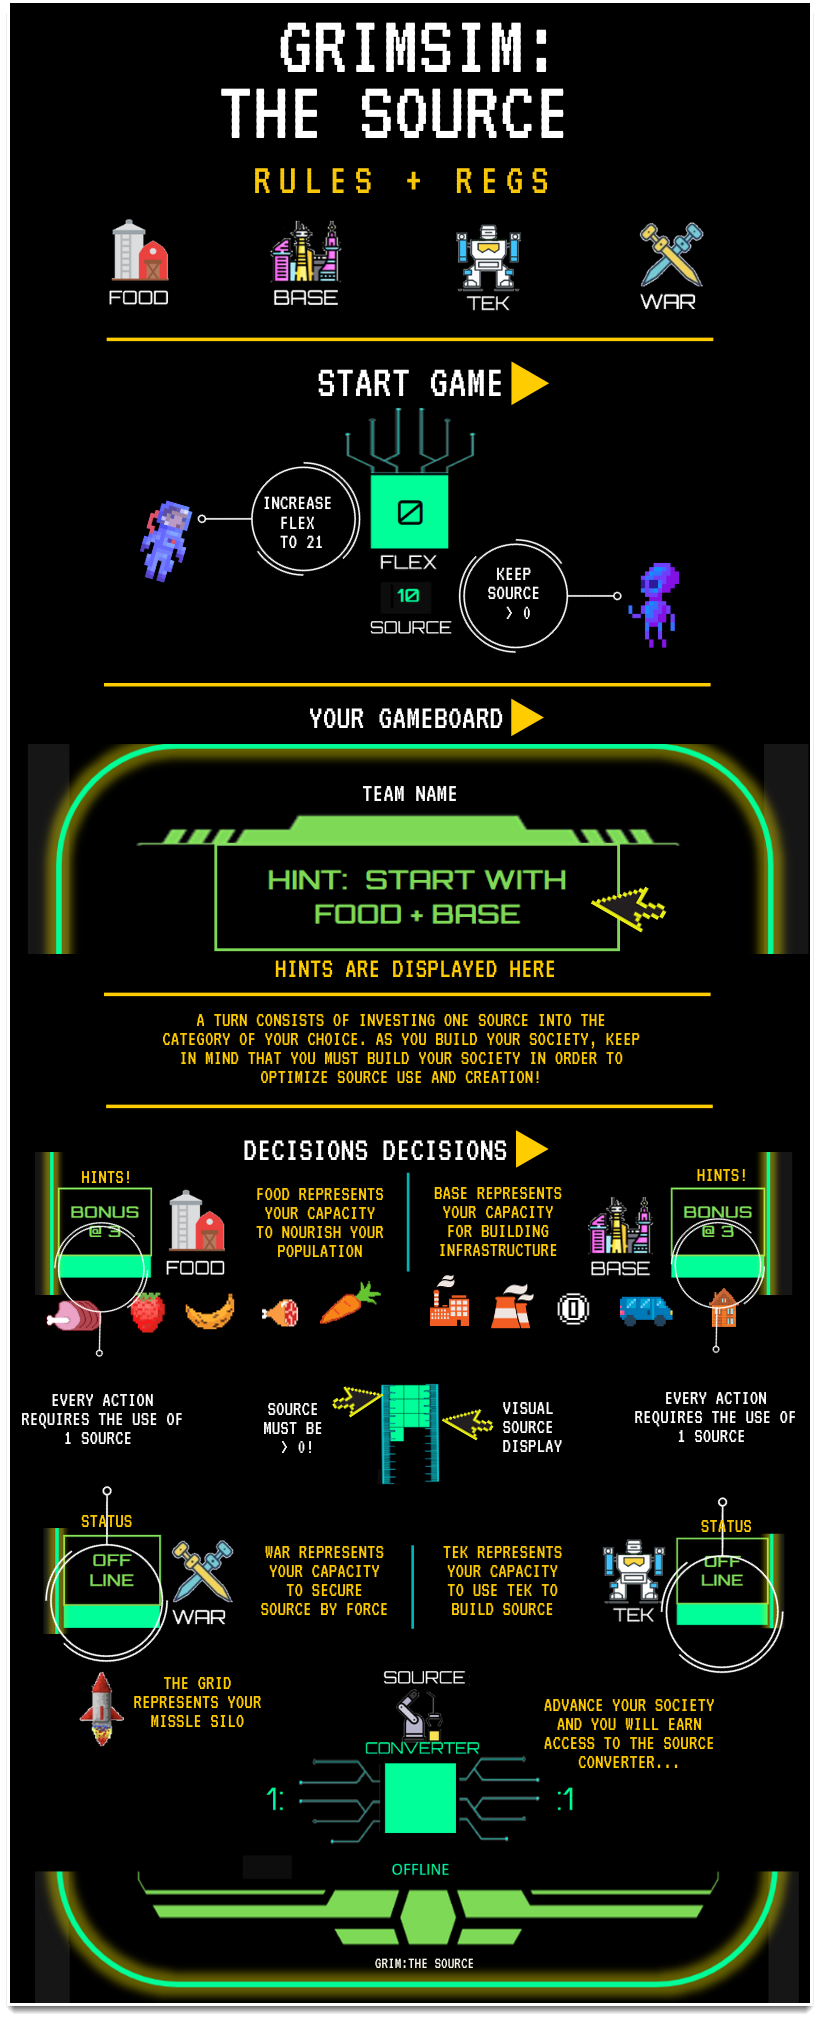 GRIMSIM:
THE SOURCE
RULES + REGS
FOOD
BASE
TEK
WAR
START GAME
INCREASE
FLEX
TO 21
0
FLEX
10
SOURCE
KEEP
SOURCE
> 0
YOUR GAMEBOARD
TEAM NAME
HINT: START WITH
FOOD + BASE
HINTS ARE DISPLAYED HERE
A TURN CONSISTS OF INVESTING ONE SOURCE INTO THE
CATEGORY OF YOUR CHOICE. AS YOU BUILD YOUR SOCIETY, KEEP
IN MIND THAT YOU MUST BUILD YOUR SOCIETY IN ORDER TO
OPTIMIZE SOURCE USE AND CREATION!
DECISIONS DECISIONS
HINTS!
BONUS
@ 3
FOOD
FOOD REPRESENTS
YOUR CAPACITY
TO NOURISH YOUR
POPULATION
BASE REPRESENTS
YOUR CAPACITY
FOR BUILDING
INFRASTRUCTURE
BASE
HINTS!
BONUS
@ 3
EVERY ACTION
REQUIRES THE USE OF
1 SOURCE
SOURCE
MUST BE
> 0!
VISUAL
SOURCE
DISPLAY
EVERY ACTION
REQUIRES THE USE OF
1 SOURCE
STATUS
OFF
LINE
WAR
WAR REPRESENTS
YOUR CAPACITY
TO SECURE
SOURCE BY FORCE
TEK REPRESENTS
YOUR CAPACITY
TO USE TEK TO
BUILD SOURCE
TEK
STATUS
OFF
LINE
THE GRID
REPRESENTS YOUR
MISSLE SILO
SOURCE
CONVERTER
ADVANCE YOUR SOCIETY
AND YOU WILL EARN
ACCESS TO THE SOURCE
CONVERTER...
1:
:1
OFFLINE
GRIM:THE SOURCE